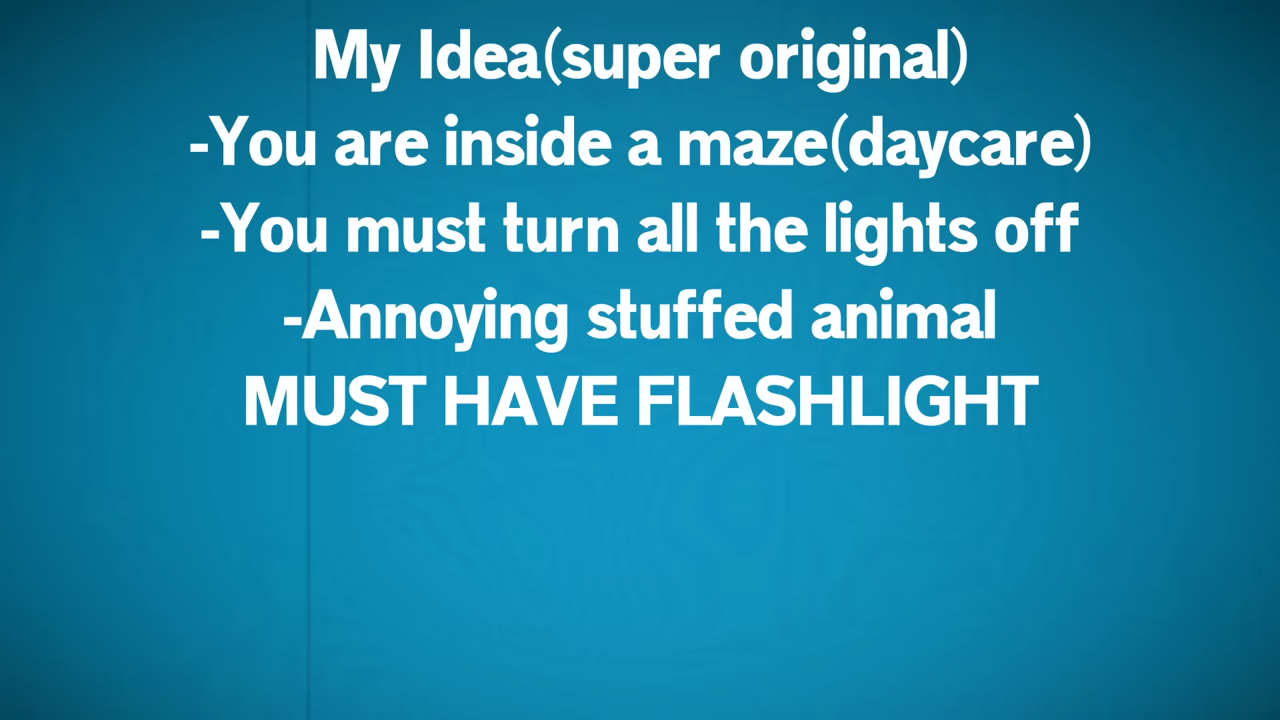 My Idea(super original)
-You are inside a maze(daycare)
-You must turn all the lights off
-Annoying stuffed animal
MUST HAVE FLASHLIGHT